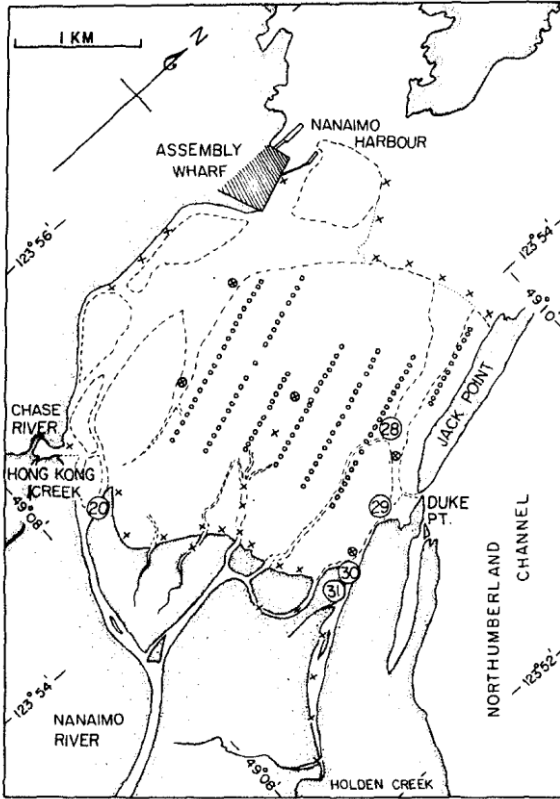 1 KM
N
NANAIMO
HARBOUR
ASSEMBLY
WHARF
123° 56'
123° 54'
49° 10'
JACK POINT
CHASE
RIVER
HONG KONG
CREEK
49° 08'
20
28
29
DUKE
PT.
30
31
NORTHUMBERLAND
CHANNEL
123° 54'
123° 52'
NANAIMO
RIVER
49° 08'
HOLDEN CREEK